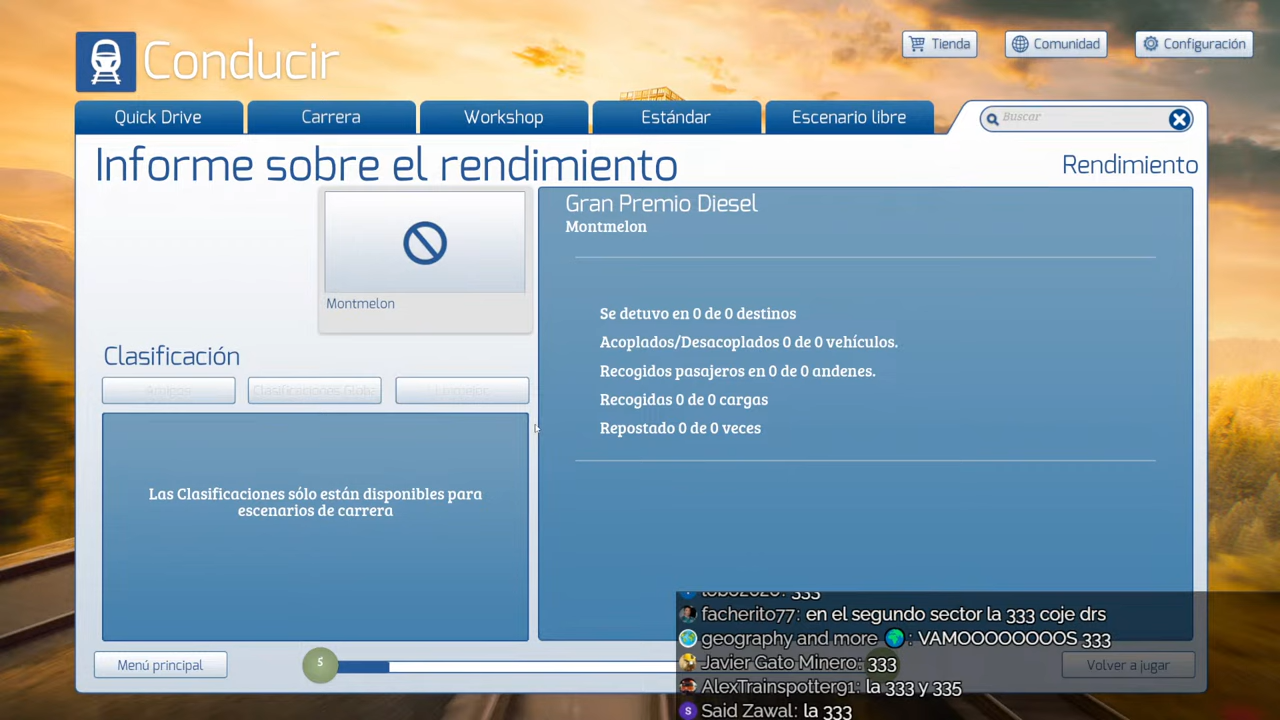 Conducir
Tienda
Comunidad
Configuración
Quick Drive
Carrera
Workshop
Estándar
Escenario libre
Buscar
Informe sobre el rendimiento
Rendimiento
Montmelon
Gran Premio Diesel
Montmelon
Se detuvo en 0 de 0 destinos
Acoplados/Desacoplados 0 de 0 vehículos.
Recogidos pasajeros en 0 de 0 andenes.
Recogidas 0 de 0 cargas
Repostado 0 de 0 veces
Clasificación
Amigos
Las Clasificaciones sólo están disponibles para
escenarios de carrera
Menú principal
5
Volver a jugar
lobo2020: 333
facherito77: en el segundo sector la 333 coje drs
geography and more : VAMOOOOOOOOS 333
Javier Gato Minero: 333
AlexTrainspotter91: la 333 y 335
Said Zawal: la 333